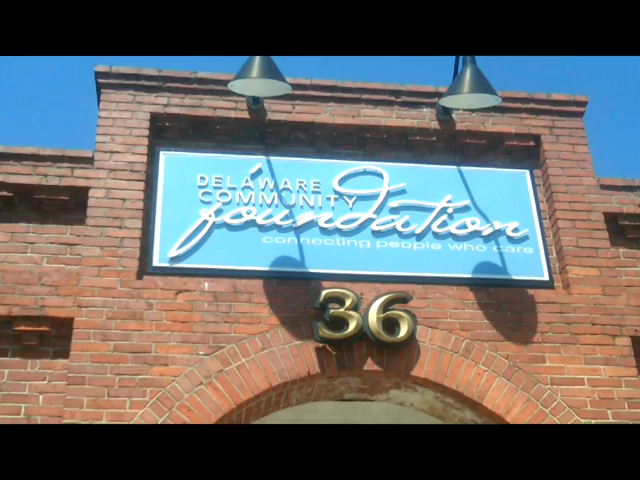 DELAWARE
COMMUNITY
foundation
connecting people who care
36